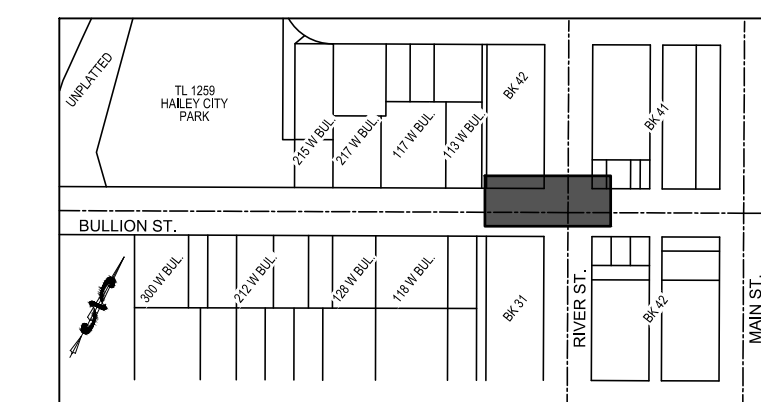 UNPLATTED
TL 1259
HAILEY CITY
PARK
215 W BUL.
217 W BUL.
117 W BUL.
113 W BUL.
BK 42
BK 41
BULLION ST.
300 W BUL.
212 W BUL.
128 W BUL.
118 W BUL.
BK 31
RIVER ST.
BK 42
MAIN ST.